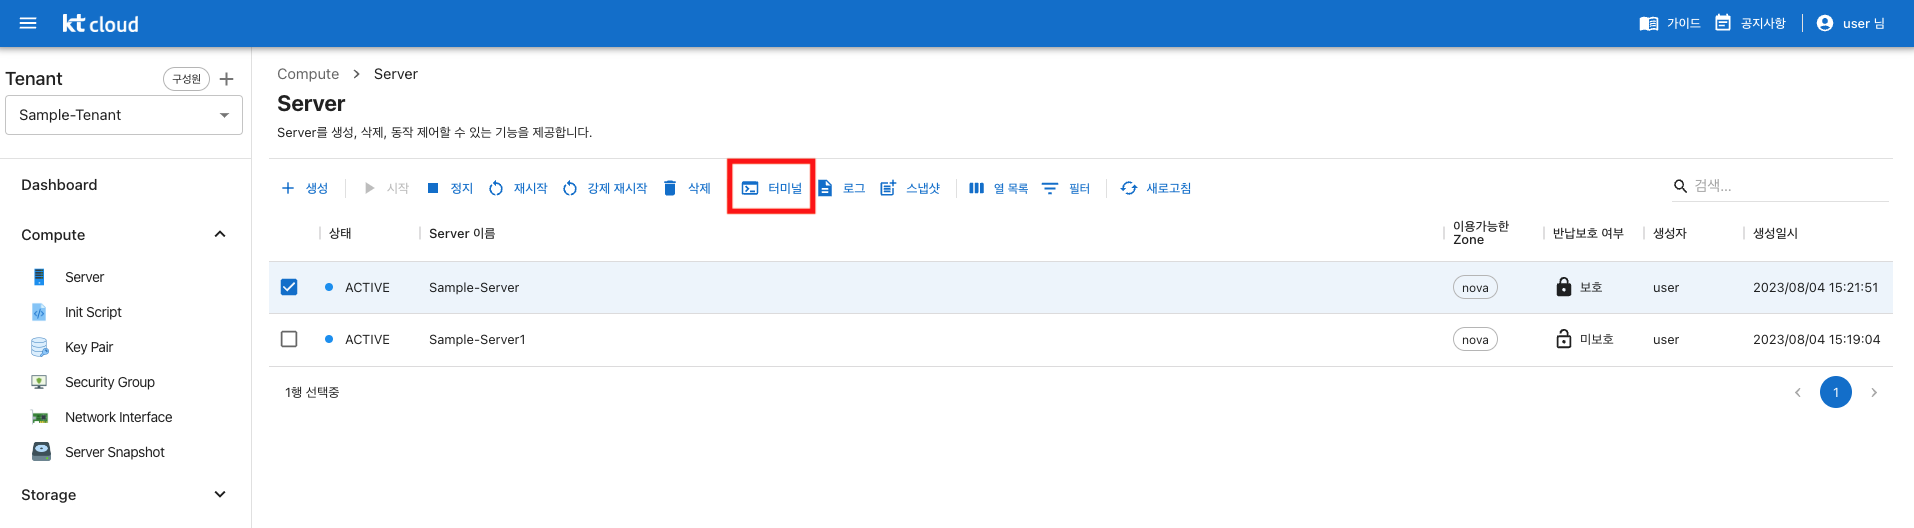 kt cloud
가이드
공지사항
user 님
Tenant
구성원
Sample-Tenant
Dashboard
Compute
Server
Init Script
Key Pair
Security Group
Network Interface
Server Snapshot
Storage
Compute > Server
Server
Server를 생성, 삭제, 동작 제어할 수 있는 기능을 제공합니다.
생성 시작 정지 재시작 강제 재시작 삭제 터미널 로그 스냅샷 열 목록 필터 새로고침 검색...
상태 Server 이름 이용가능한 Zone 반납보호 여부 생성자 생성일시
ACTIVE Sample-Server nova 보호 user 2023/08/04 15:21:51
ACTIVE Sample-Server1 nova 미보호 user 2023/08/04 15:19:04
1행 선택중
1